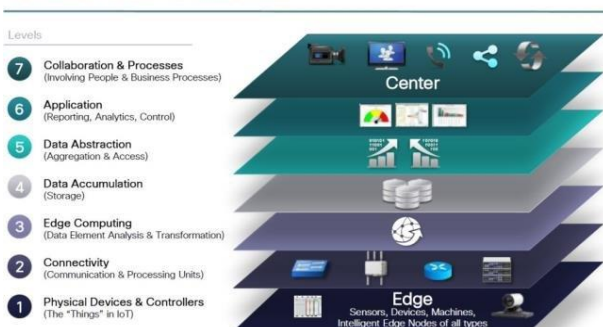 Levels
7
Collaboration & Processes
(Involving People & Business Processes)
6
Application
(Reporting, Analytics, Control)
5
Data Abstraction
(Aggregation & Access)
4
Data Accumulation
(Storage)
3
Edge Computing
(Data Element Analysis & Transformation)
2
Connectivity
(Communication & Processing Units)
1
Physical Devices & Controllers
(The "Things" in IoT)
Center
Edge
Sensors, Devices, Machines,
Intelligent Edge Nodes of all types